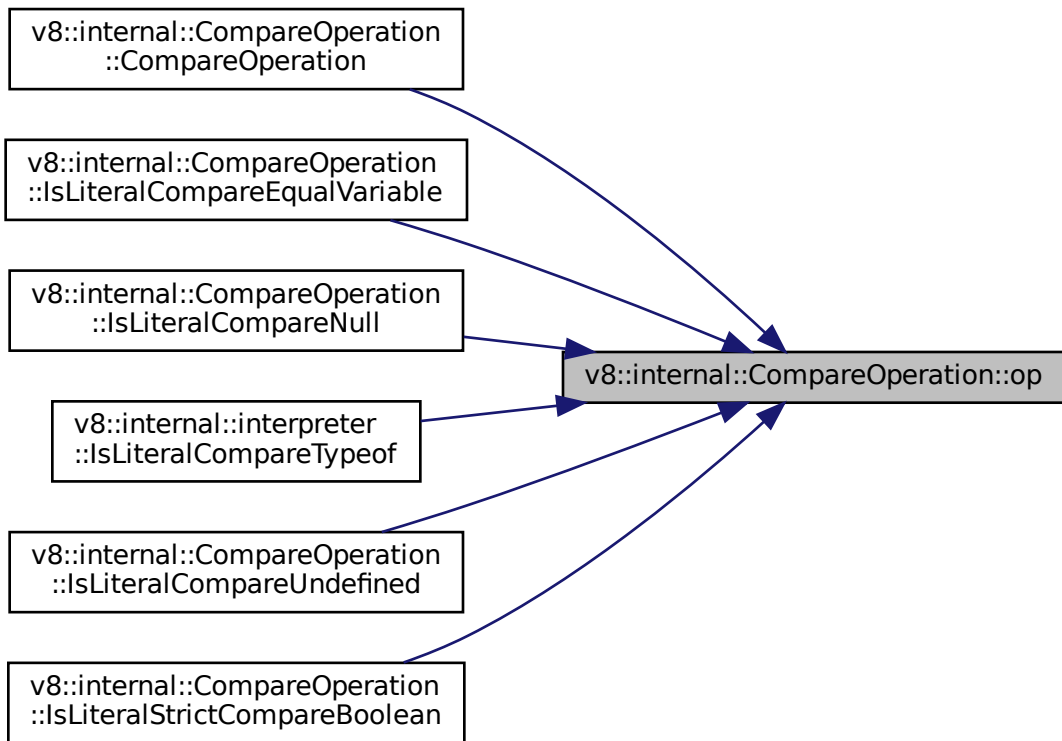 v8::internal::CompareOperation
::CompareOperation
v8::internal::CompareOperation
::IsLiteralCompareEqualVariable
v8::internal::CompareOperation
::IsLiteralCompareNull
v8::internal::CompareOperation::op
v8::internal::interpreter
::IsLiteralCompareTypeof
v8::internal::CompareOperation
::IsLiteralCompareUndefined
v8::internal::CompareOperation
::IsLiteralStrictCompareBoolean